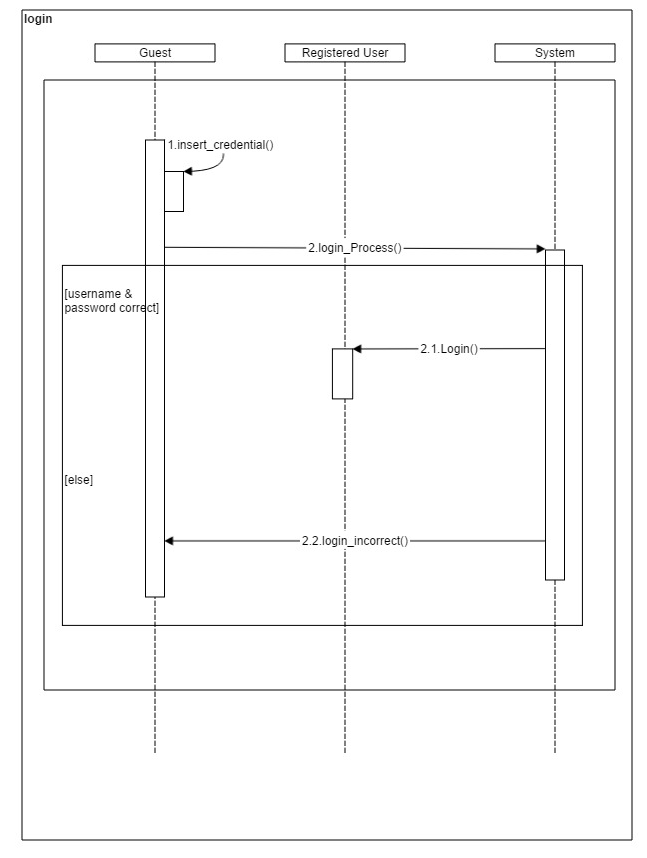 login
Guest
Registered User
System
1.insert_credential()
2.login_Process()
[username &
password correct]
2.1.Login()
[else]
2.2.login_incorrect()